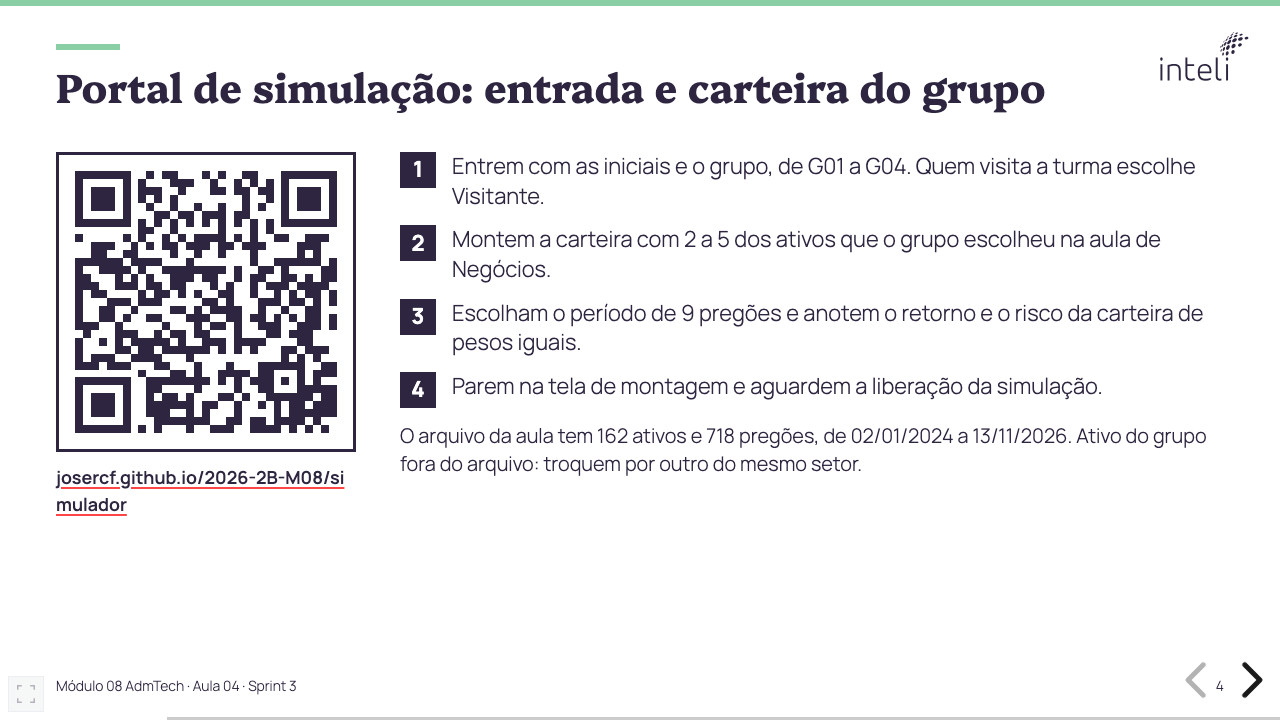 inteli
Portal de simulação: entrada e carteira do grupo
1 Entrem com as iniciais e o grupo, de G01 a G04. Quem visita a turma escolhe
Visitante.
2 Montem a carteira com 2 a 5 dos ativos que o grupo escolheu na aula de
Negócios.
3 Escolham o período de 9 pregões e anotem o retorno e o risco da carteira de
pesos iguais.
4 Parem na tela de montagem e aguardem a liberação da simulação.
O arquivo da aula tem 162 ativos e 718 pregões, de 02/01/2024 a 13/11/2026. Ativo do grupo
fora do arquivo: troquem por outro do mesmo setor.
josercf.github.io/2026-2B-M08/si
mulador
Módulo 08 AdmTech · Aula 04 · Sprint 3
4